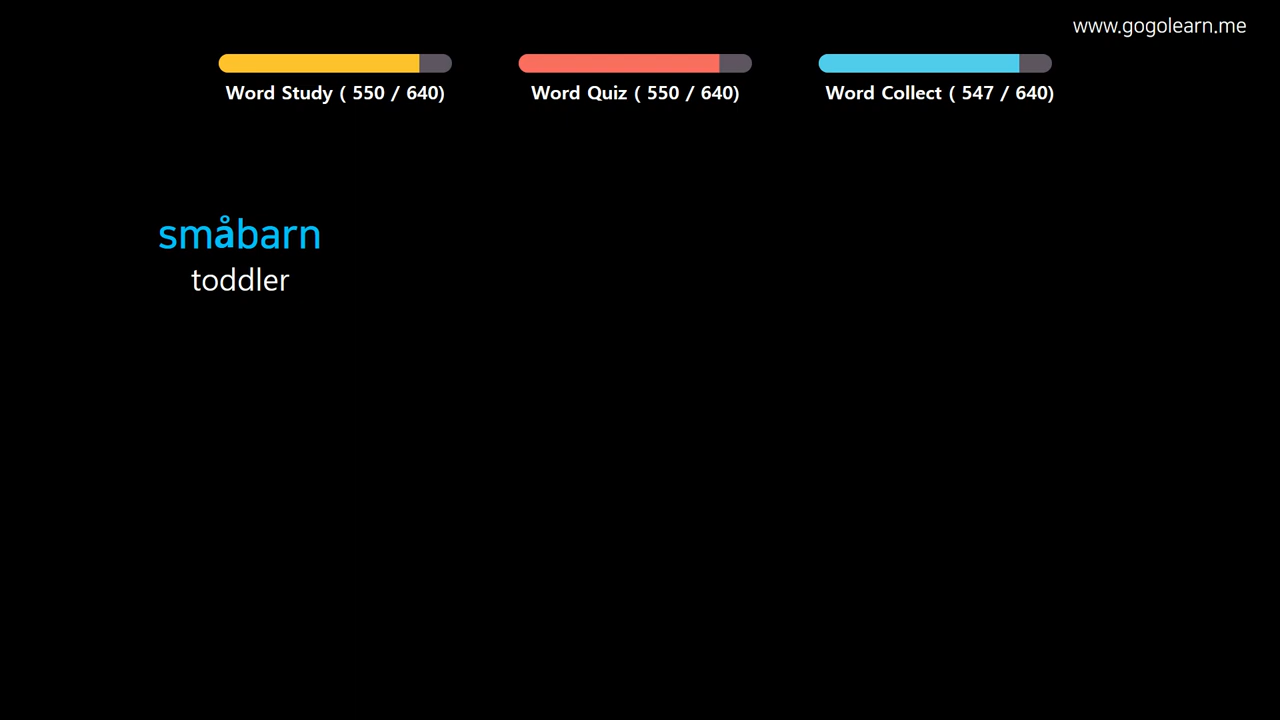 www.gogolearn.me
Word Study ( 550 / 640)
Word Quiz ( 550 / 640)
Word Collect ( 547 / 640)
småbarn
toddler